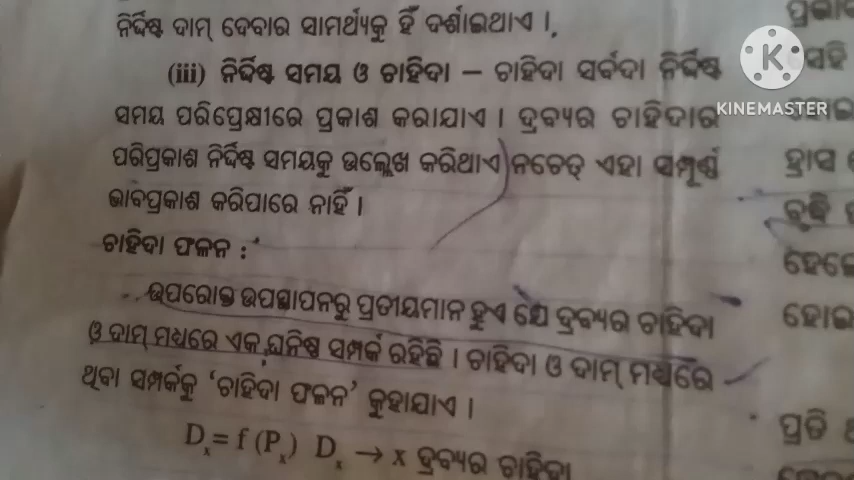 ନିର୍ଦ୍ଦିଷ୍ଟ ଦାମ୍ ଦେବାର ସାମର୍ଥ୍ୟକୁ ହିଁ ଦର୍ଶାଇଥାଏ ।
(iii) ନିର୍ଦ୍ଦିଷ୍ଟ ସମୟ ଓ ଚାହିଦା – ଚାହିଦା ସର୍ବଦା ନିର୍ଦ୍ଦିଷ୍ଟ
ସମୟ ପରିପ୍ରେକ୍ଷୀରେ ପ୍ରକାଶ କରାଯାଏ । ଦ୍ରବ୍ୟର ଚାହିଦାର
ପରିପ୍ରକାଶ ନିର୍ଦ୍ଦିଷ୍ଟ ସମୟକୁ ଉଲ୍ଲେଖ କରିଥାଏ ନଚେତ୍ ଏହା ସମ୍ପୂର୍ଣ୍ଣ
ଭାବପ୍ରକାଶ କରିପାରେ ନାହିଁ ।
ଚାହିଦା ଫଳନ :
ଉପରୋକ୍ତ ଉପସ୍ଥାପନରୁ ପ୍ରତୀୟମାନ ହୁଏ ଯେ ଦ୍ରବ୍ୟର ଚାହିଦା
ଓ ଦାମ୍ ମଧ୍ୟରେ ଏକ ଘନିଷ୍ଠ ସମ୍ପର୍କ ରହିଛି । ଚାହିଦା ଓ ଦାମ୍ ମଧ୍ୟରେ
ଥିବା ସମ୍ପର୍କକୁ ‘ଚାହିଦା ଫଳନ’ କୁହାଯାଏ ।
Dₓ = f (Pₓ) Dₓ → x ଦ୍ରବ୍ୟର ଚାହିଦା
KINEMASTER
ହ୍ରାସ
ବୃଦ୍ଧି
ହେଲେ
ହୋଇ
ପ୍ରତି